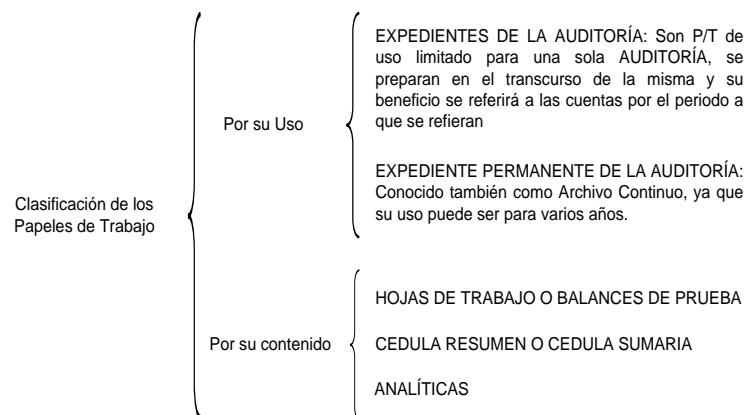 Clasificación de los
Papeles de Trabajo
Por su Uso
EXPEDIENTES DE LA AUDITORÍA: Son P/T de
uso limitado para una sola AUDITORÍA, se
preparan en el transcurso de la misma y su
beneficio se referirá a las cuentas por el periodo a
que se refieran
EXPEDIENTE PERMANENTE DE LA AUDITORÍA:
Conocido también como Archivo Continuo, ya que
su uso puede ser para varios años.
Por su contenido
HOJAS DE TRABAJO O BALANCES DE PRUEBA
CEDULA RESUMEN O CEDULA SUMARIA
ANALÍTICAS